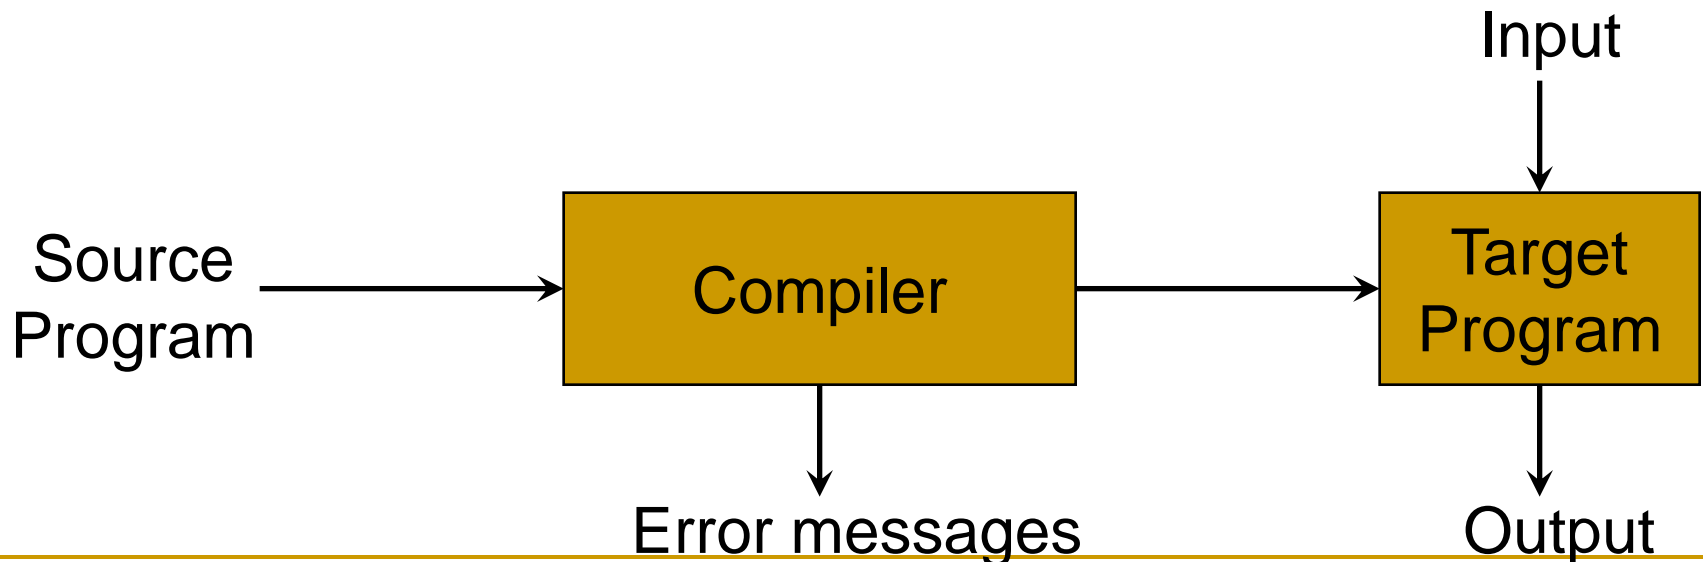 Input
Source
Program
Compiler
Target
Program
Error messages
Output